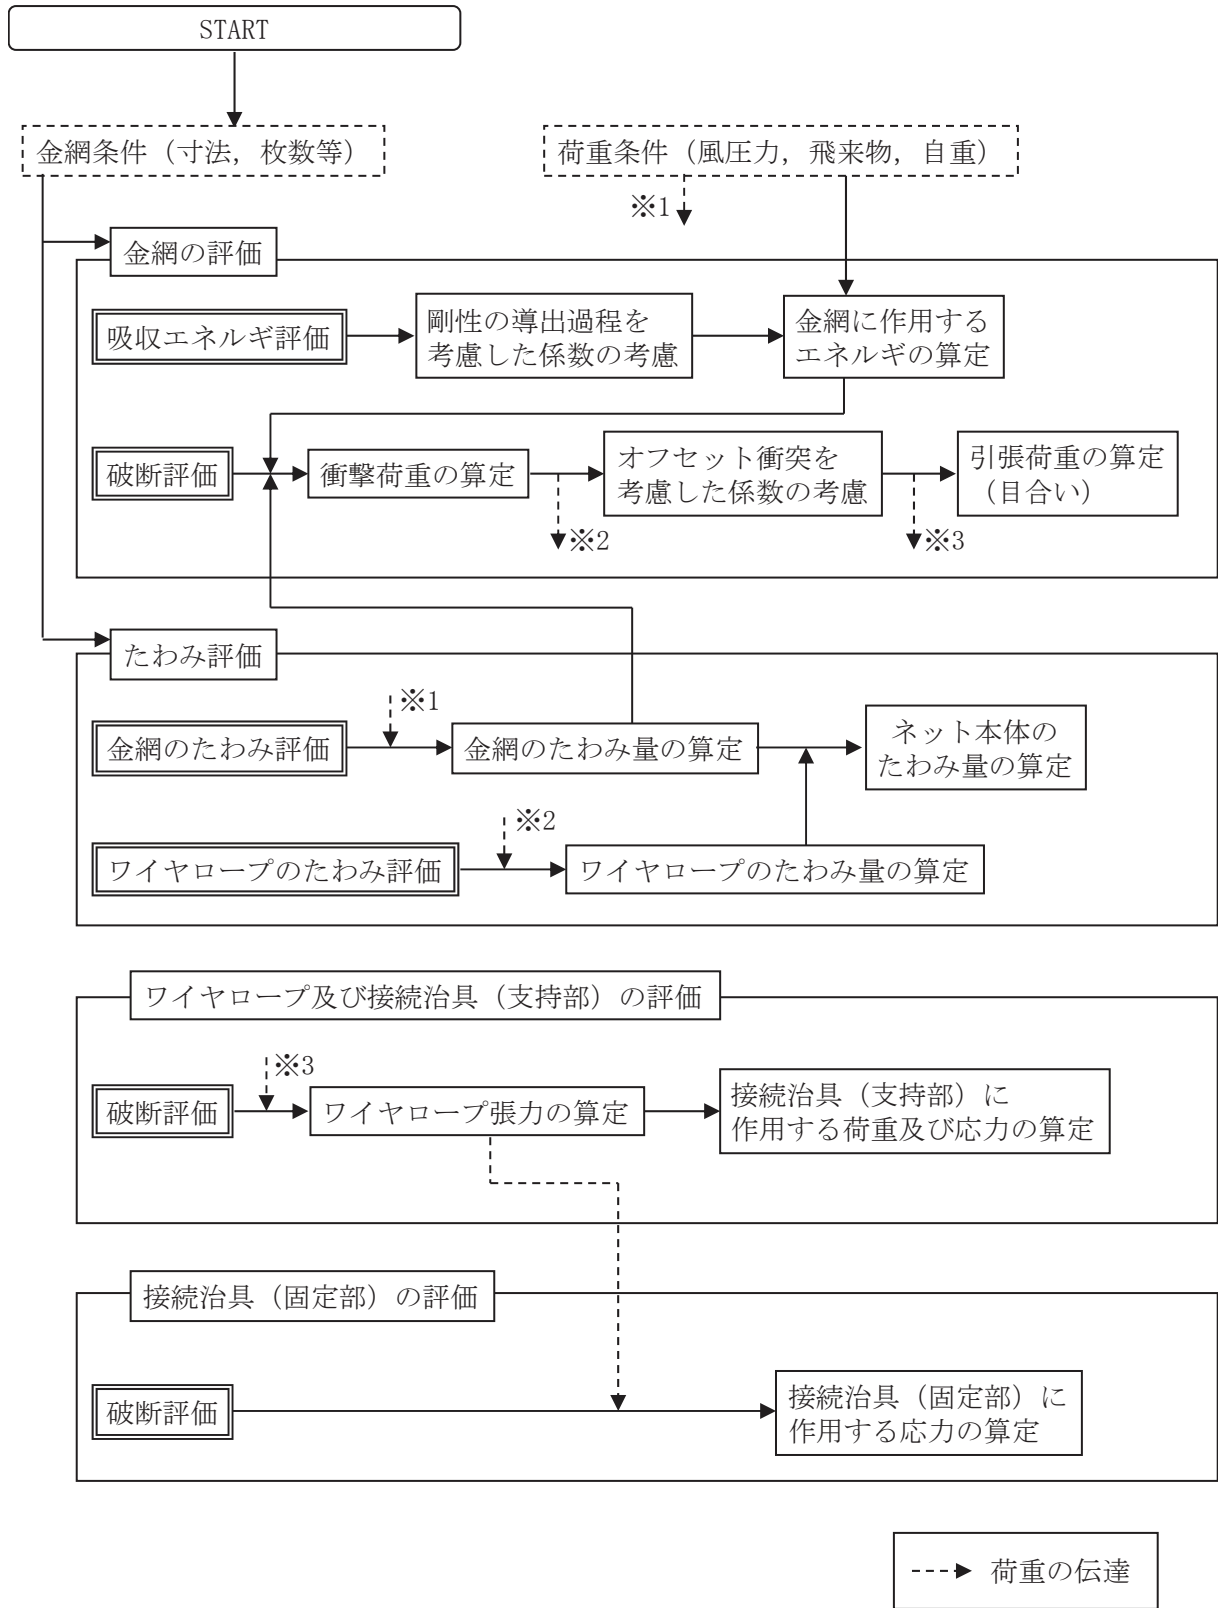 START
金網条件（寸法，枚数等）
荷重条件（風圧力，飛来物，自重）
※1
金網の評価
吸収エネルギ評価
剛性の導出過程を
考慮した係数の考慮
金網に作用する
エネルギの算定
破断評価
衝撃荷重の算定
オフセット衝突を
考慮した係数の考慮
引張荷重の算定
（目合い）
※2
※3
たわみ評価
※1
金網のたわみ評価
金網のたわみ量の算定
ネット本体の
たわみ量の算定
※2
ワイヤロープのたわみ評価
ワイヤロープのたわみ量の算定
ワイヤロープ及び接続治具（支持部）の評価
※3
破断評価
ワイヤロープ張力の算定
接続治具（支持部）に
作用する荷重及び応力の算定
接続治具（固定部）の評価
破断評価
接続治具（固定部）に
作用する応力の算定
荷重の伝達